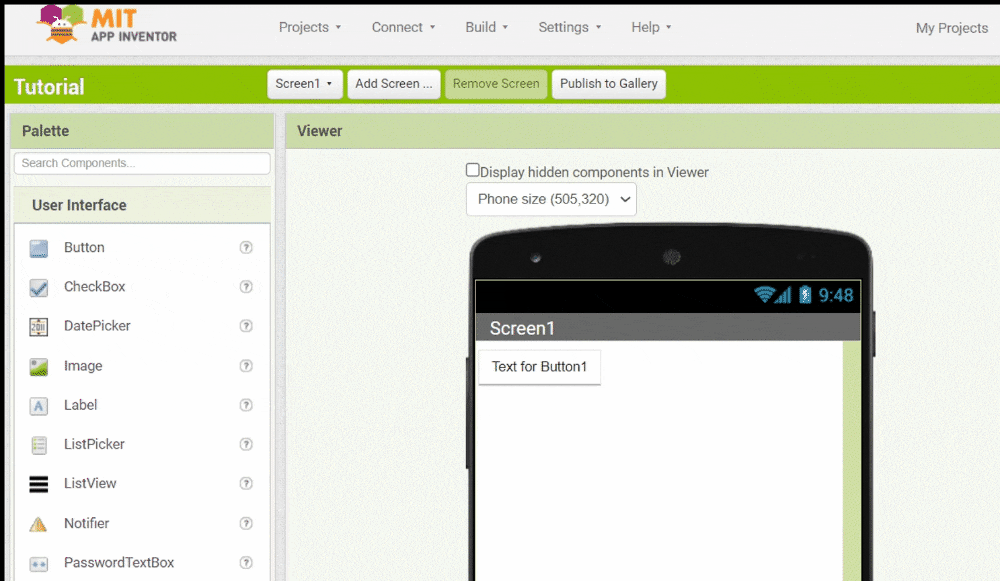 MIT
APP INVENTOR
Projects
Connect
Build
Settings
Help
My Projects
Tutorial
Screen1
Add Screen ...
Remove Screen
Publish to Gallery
Palette
Search Components...
User Interface
Button
?
CheckBox
?
2011
DatePicker
?
Image
?
A
Label
?
ListPicker
?
ListView
?
Notifier
?
PasswordTextBox
?
Viewer
Display hidden components in Viewer
Phone size (505,320)
9:48
Screen1
Text for Button1